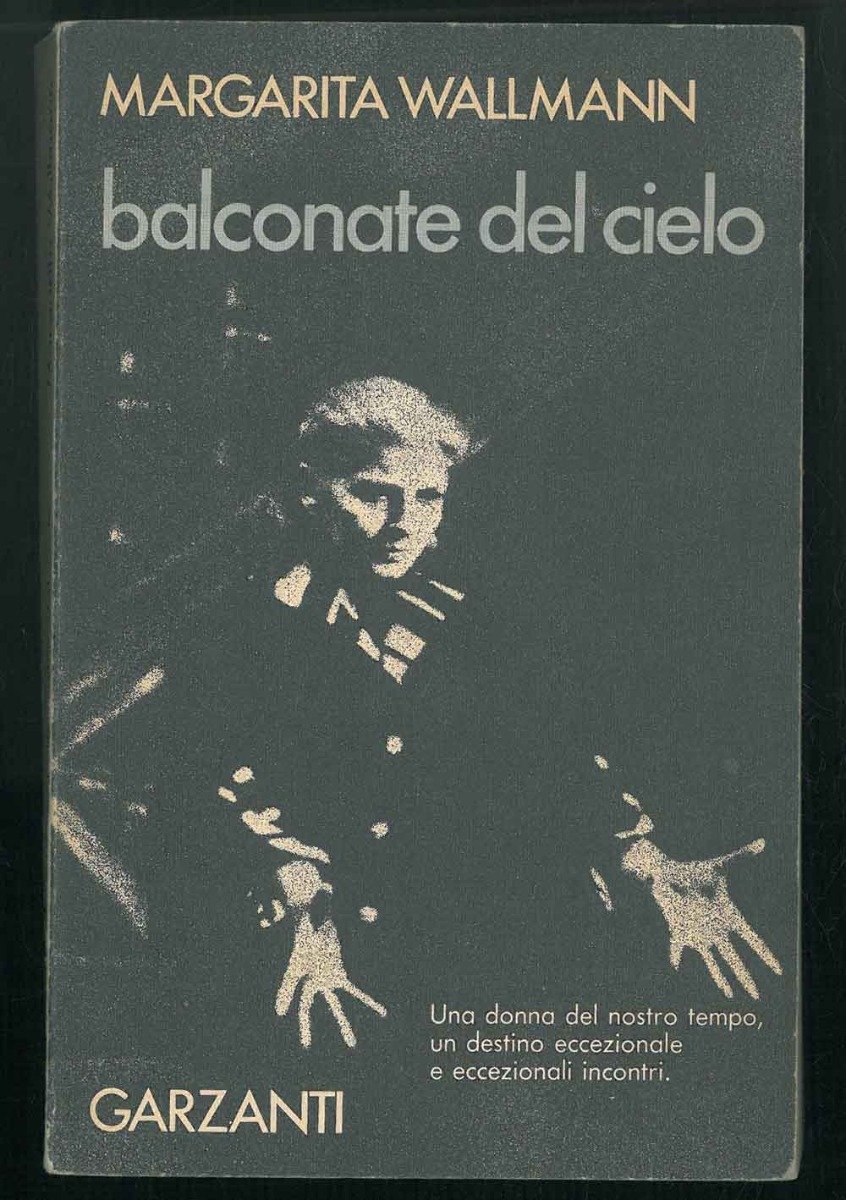 MARGARITA WALLMANN
balconate del cielo
Una donna del nostro tempo,
un destino eccezionale
e eccezionali incontri.
GARZANTI